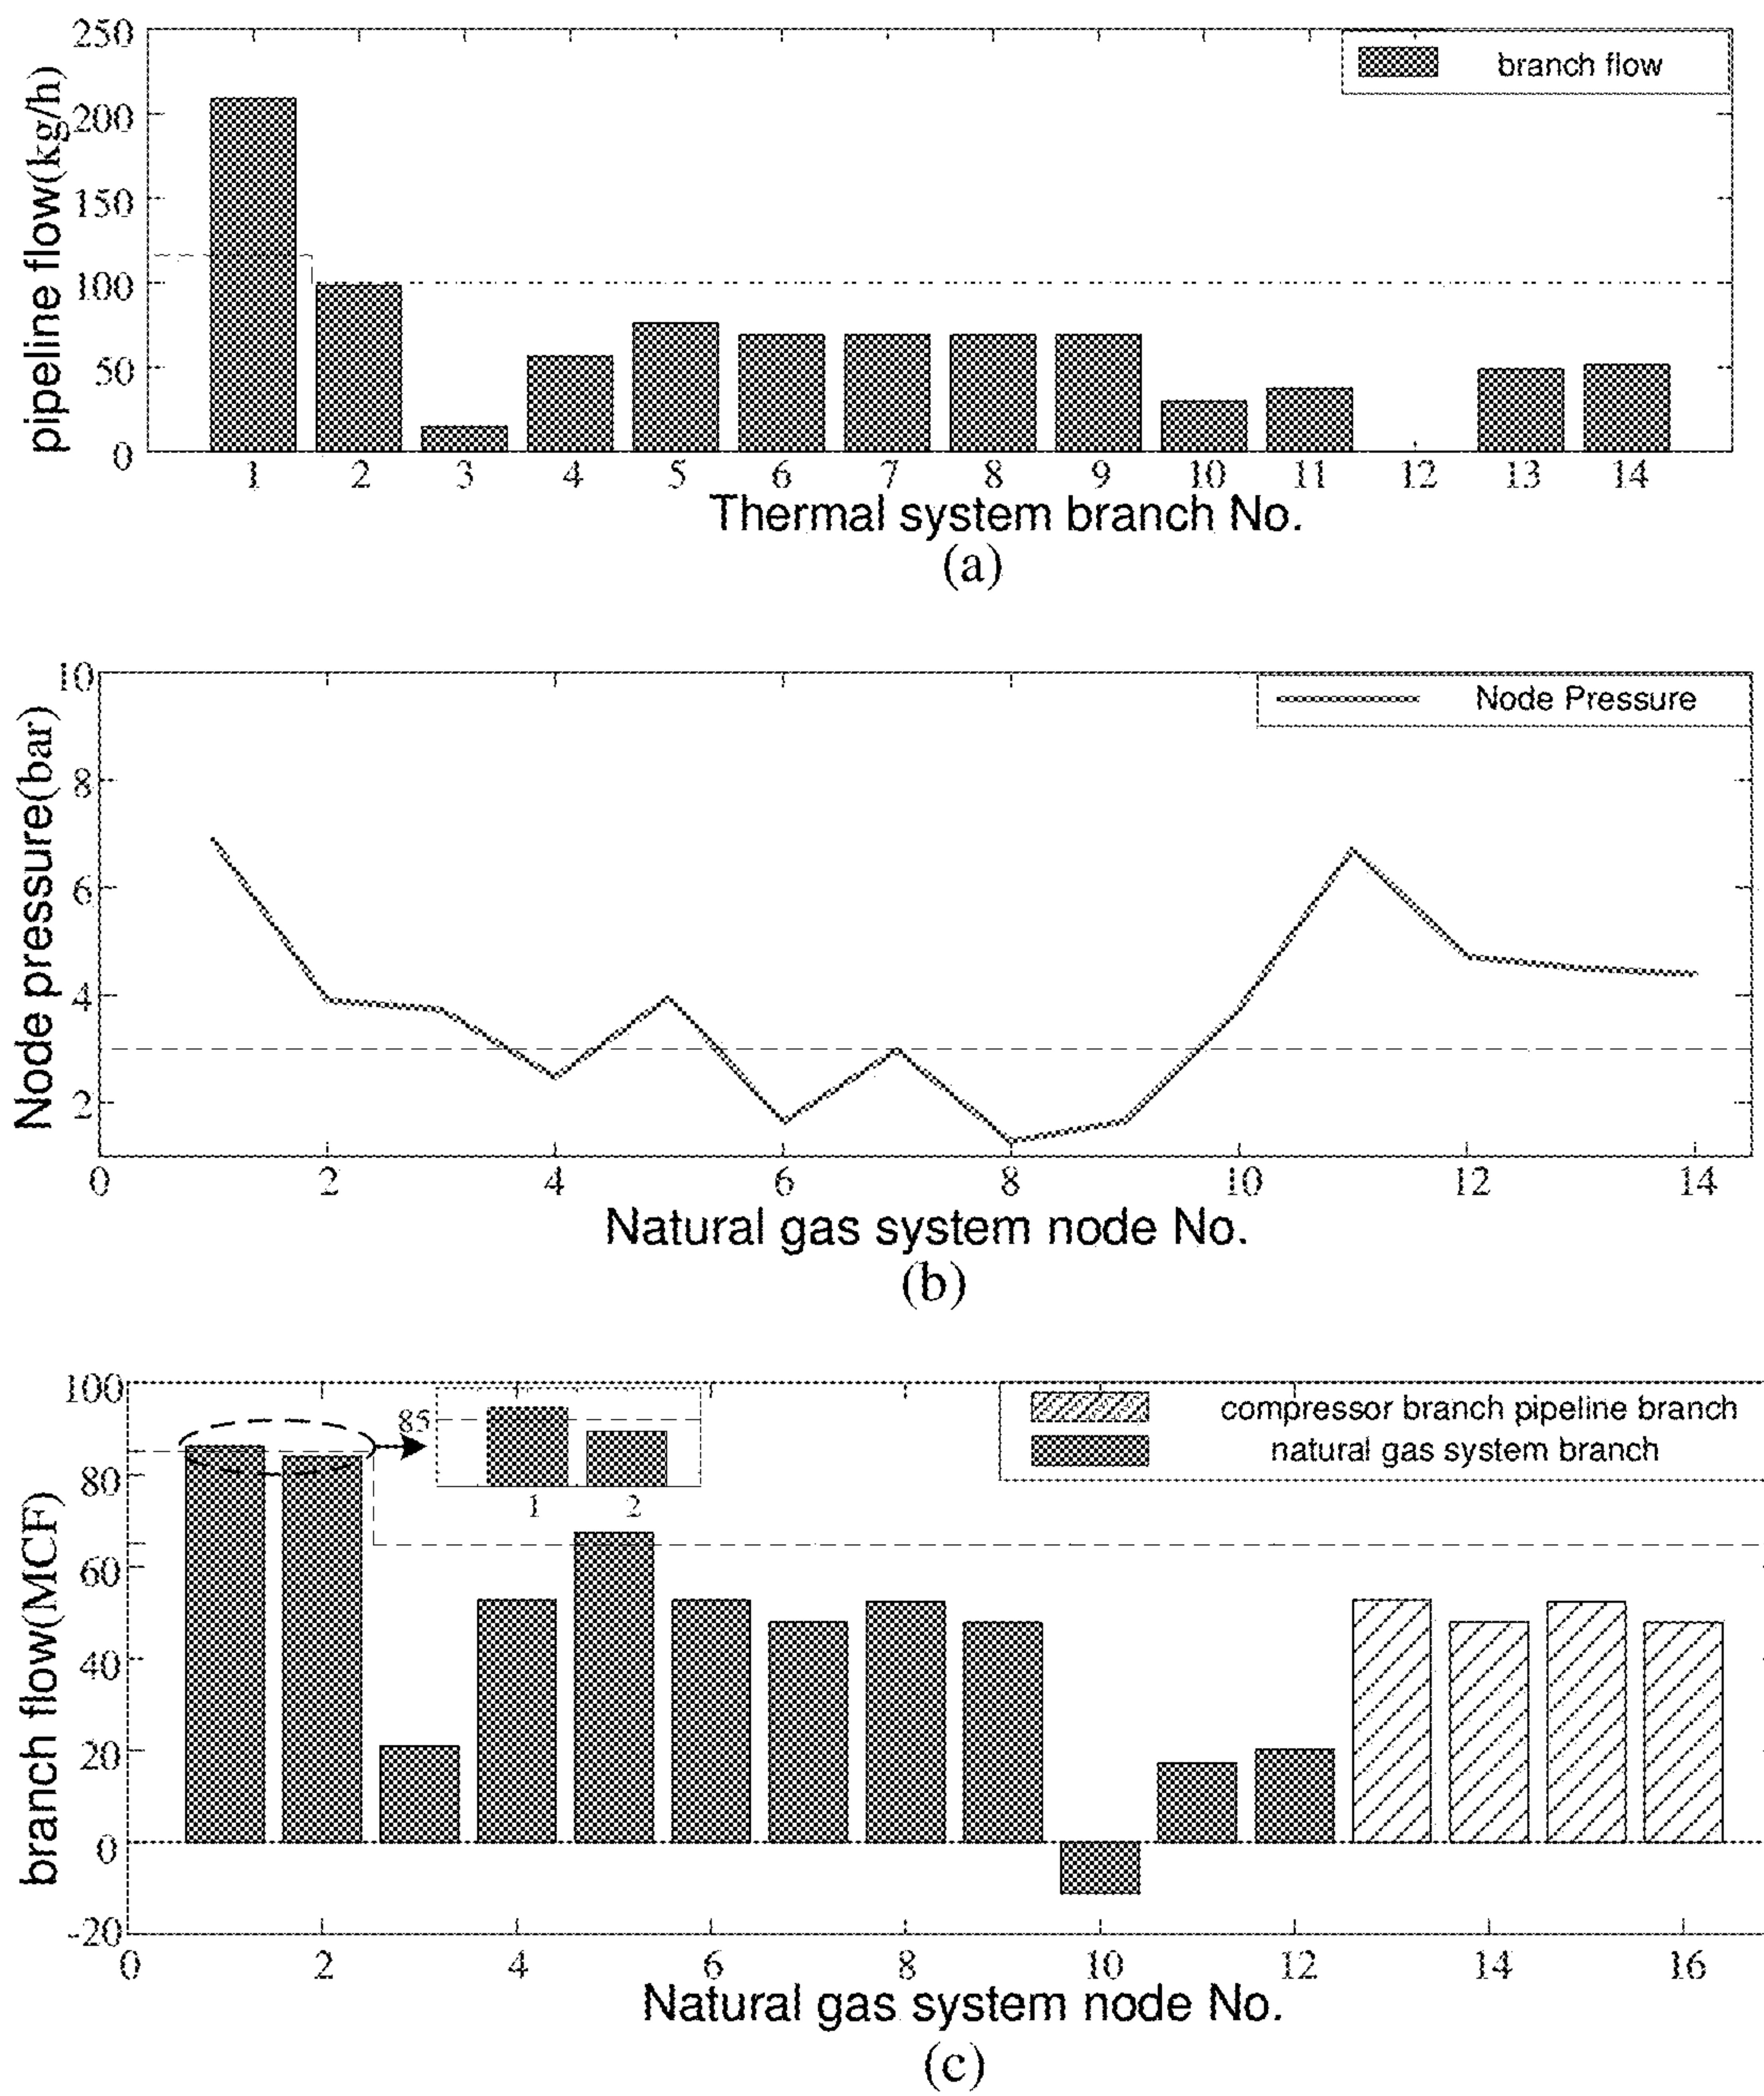 250
200
150
100
50
0
pipeline flow(kg/h)
branch flow
1 2 3 4 5 6 7 8 9 10 11 12 13 14
Thermal system branch No.
(a)
10
8
6
4
2
Node pressure(bar)
Node Pressure
0 2 4 6 8 10 12 14
Natural gas system node No.
(b)
100
80
60
40
20
0
-20
branch flow(MCF)
85
1 2
compressor branch pipeline branch
natural gas system branch
0 2 4 6 8 10 12 14 16
Natural gas system node No.
(c)